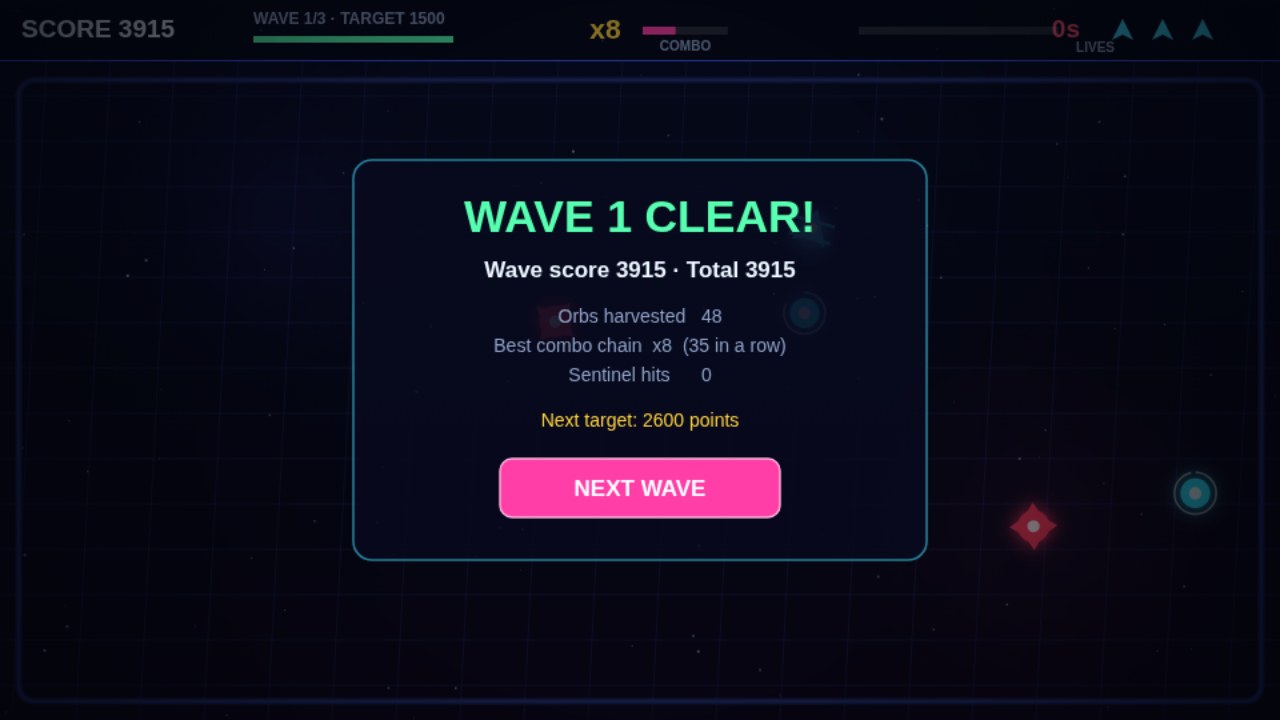 SCORE 3915
WAVE 1/3 · TARGET 1500
x8
COMBO
0s
LIVES
WAVE 1 CLEAR!
Wave score 3915 · Total 3915
Orbs harvested 48
Best combo chain x8 (35 in a row)
Sentinel hits 0
Next target: 2600 points
NEXT WAVE